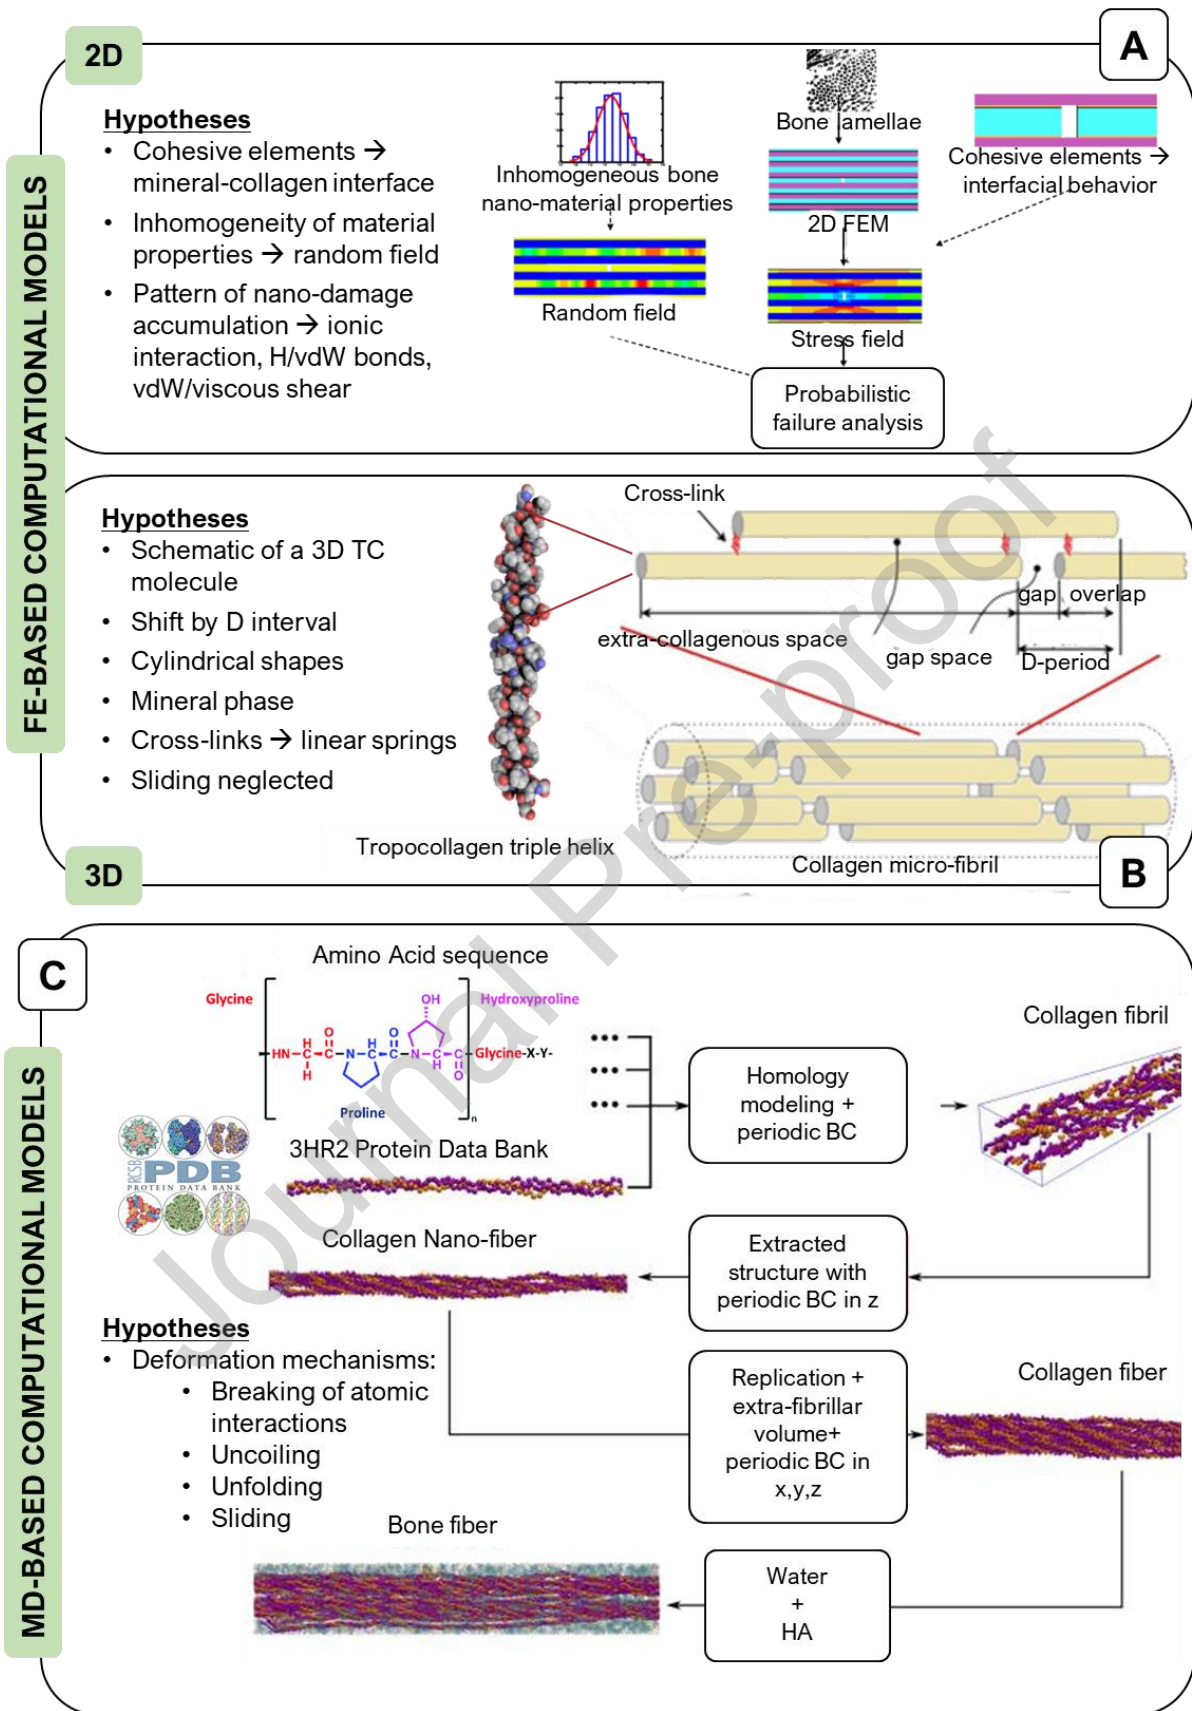 2D
A
FE-BASED COMPUTATIONAL MODELS
Hypotheses
• Cohesive elements →
mineral-collagen interface
• Inhomogeneity of material
properties → random field
• Pattern of nano-damage
accumulation → ionic
interaction, H/vdW bonds,
vdW/viscous shear
Inhomogeneous bone
nano-material properties
Random field
Bone lamellae
2D FEM
Stress field
Cohesive elements →
interfacial behavior
Probabilistic
failure analysis
Hypotheses
• Schematic of a 3D TC
molecule
• Shift by D interval
• Cylindrical shapes
• Mineral phase
• Cross-links → linear springs
• Sliding neglected
Tropocollagen triple helix
Cross-link
gap overlap
extra-collagenous space
gap space
D-period
Collagen micro-fibril
3D
B
C
MD-BASED COMPUTATIONAL MODELS
Amino Acid sequence
Glycine
OH
Hydroxyproline
H O H O
HN-C-C-N-C-C-N-C-Glycine-X-Y-
H H O
Proline
n
3HR2 Protein Data Bank
RCSB
PDB
PROTEIN DATA BANK
Homology
modeling +
periodic BC
Collagen fibril
Collagen Nano-fiber
Extracted
structure with
periodic BC in z
Hypotheses
• Deformation mechanisms:
• Breaking of atomic
interactions
• Uncoiling
• Unfolding
• Sliding
Replication +
extra-fibrillar
volume+
periodic BC in
x,y,z
Collagen fiber
Bone fiber
Water
+
HA
Journal Pre-proof